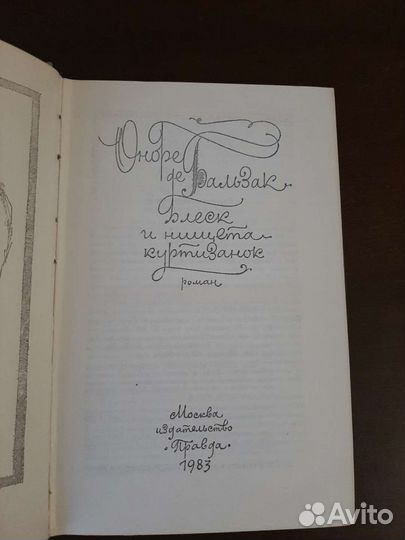 Оноре
де Бальзак
Блеск
и нищета
куртизанок
роман
Москва
издательство
«Правда»
1983
Avito